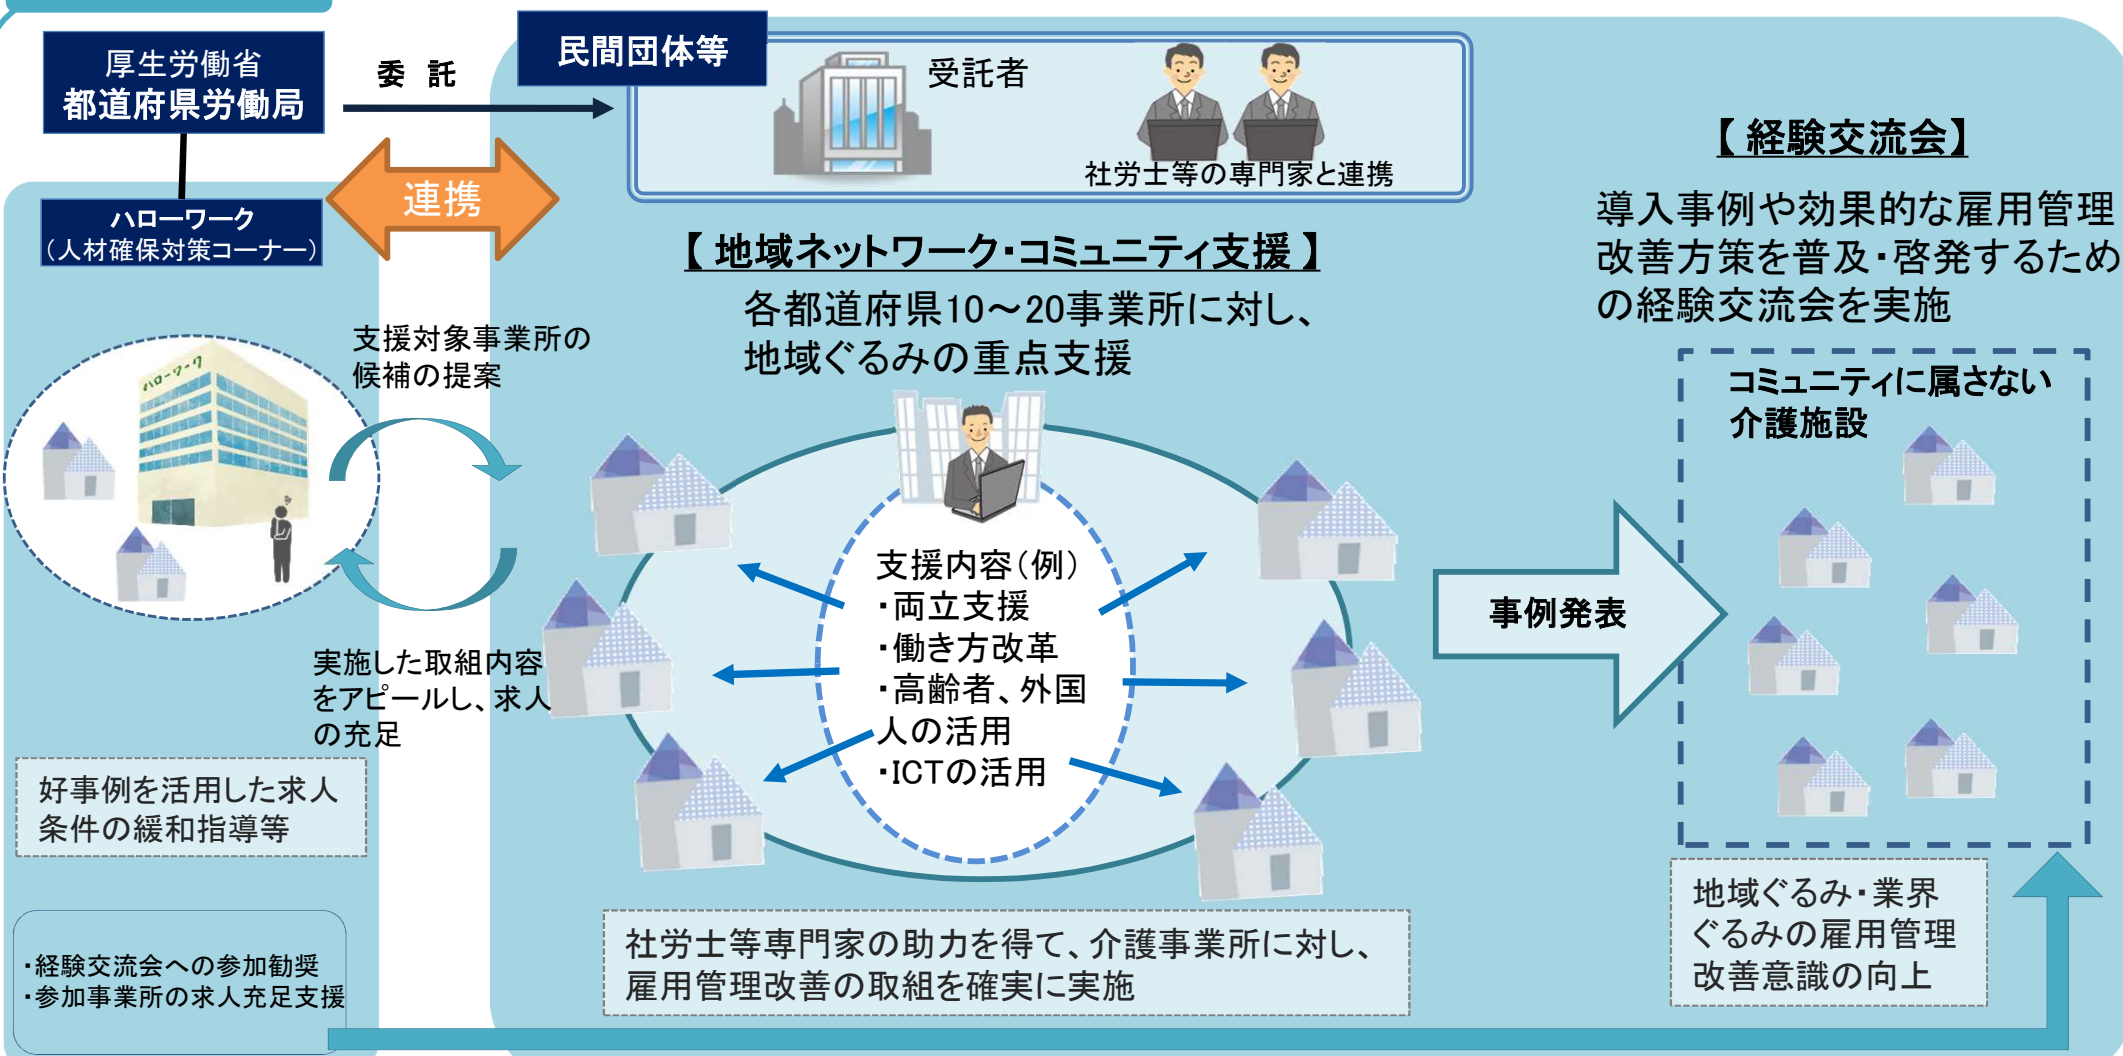 厚生労働省
都道府県労働局
委 託
民間団体等
受託者
社労士等の専門家と連携
連携
ハローワーク
（人材確保対策コーナー）
【 経験交流会】
導入事例や効果的な雇用管理
改善方策を普及・啓発するため
の経験交流会を実施
【 地域ネットワーク・コミュニティ支援 】
各都道府県10～20事業所に対し、
地域ぐるみの重点支援
支援対象事業所の
候補の提案
ハローワーク
コミュニティに属さない
介護施設
支援内容（例）
・両立支援
・働き方改革
・高齢者、外国
人の活用
・ICTの活用
事例発表
実施した取組内容
をアピールし、求人
の充足
好事例を活用した求人
条件の緩和指導等
社労士等専門家の助力を得て、介護事業所に対し、
雇用管理改善の取組を確実に実施
地域ぐるみ・業界
ぐるみの雇用管理
改善意識の向上
・経験交流会への参加勧奨
・参加事業所の求人充足支援